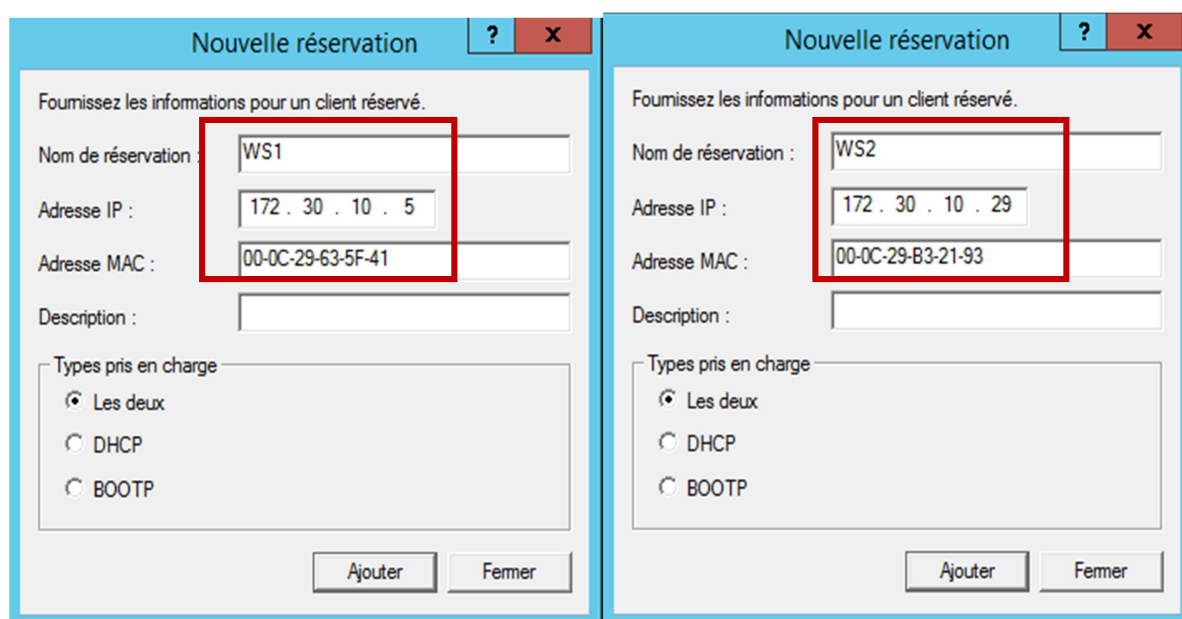 Nouvelle réservation ? x
Fournissez les informations pour un client réservé.
Nom de réservation : WS1
Adresse IP : 172 . 30 . 10 . 5
Adresse MAC : 00-0C-29-63-5F-41
Description :
Types pris en charge
Les deux
DHCP
BOOTP
Ajouter Fermer
Nouvelle réservation ? x
Fournissez les informations pour un client réservé.
Nom de réservation : WS2
Adresse IP : 172 . 30 . 10 . 29
Adresse MAC : 00-0C-29-B3-21-93
Description :
Types pris en charge
Les deux
DHCP
BOOTP
Ajouter Fermer